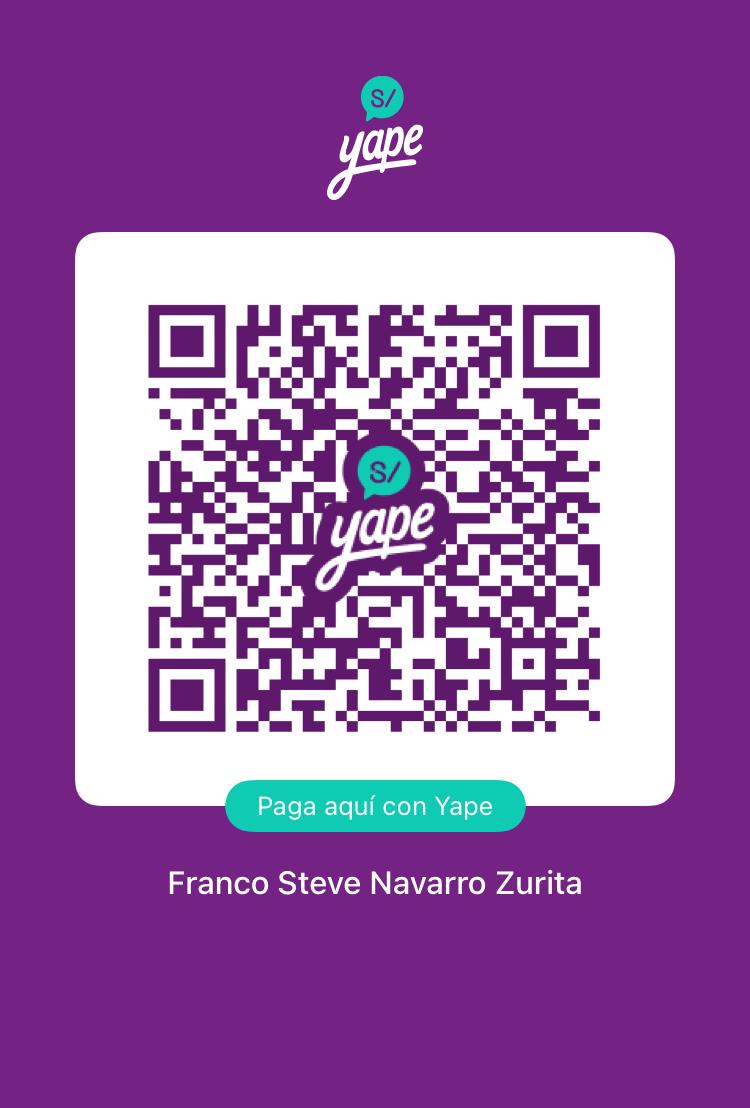 S/
yape
S/
yape
Paga aquí con Yape
Franco Steve Navarro Zurita